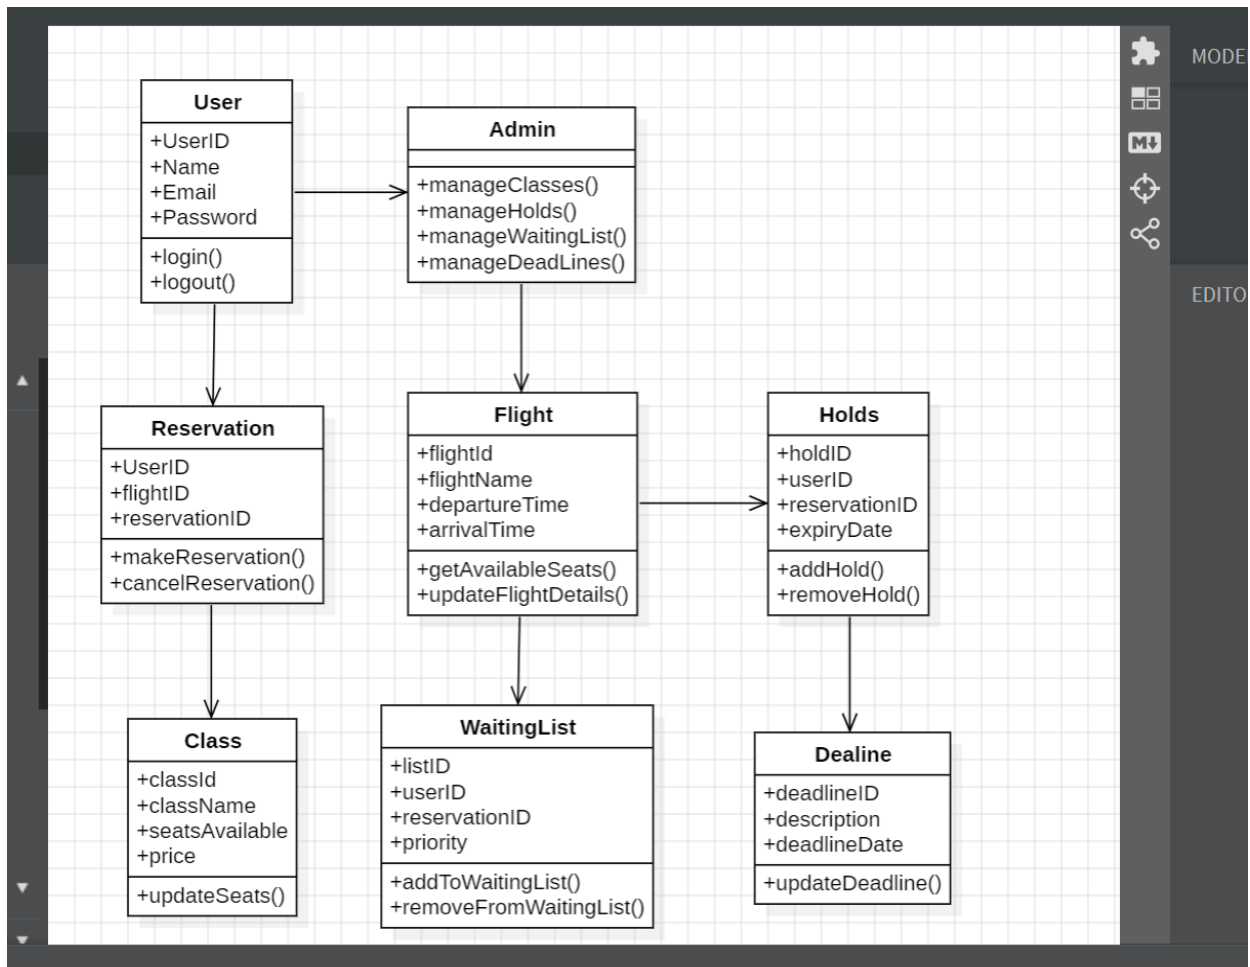 User
+UserID
+Name
+Email
+Password
+login()
+logout()
Admin
+manageClasses()
+manageHolds()
+manageWaitingList()
+manageDeadLines()
Reservation
+UserID
+flightID
+reservationID
+makeReservation()
+cancelReservation()
Flight
+flightId
+flightName
+departureTime
+arrivalTime
+getAvailableSeats()
+updateFlightDetails()
Holds
+holdID
+userID
+reservationID
+expiryDate
+addHold()
+removeHold()
Class
+classId
+className
+seatsAvailable
+price
+updateSeats()
WaitingList
+listID
+userID
+reservationID
+priority
+addToWaitingList()
+removeFromWaitingList()
Dealine
+deadlineID
+description
+deadlineDate
+updateDeadline()
M
MODE
EDITO